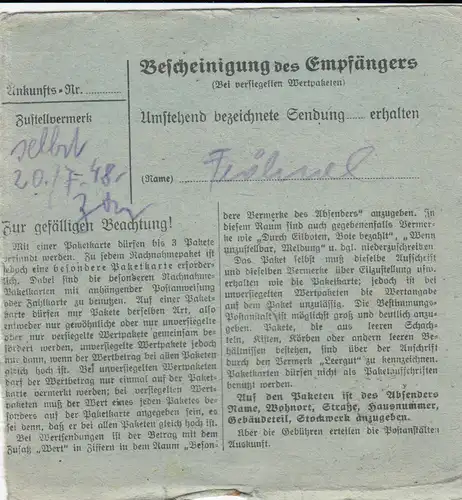 Bescheinigung des Empfängers
(Bei versiegelten Wertpaketen)
Ankunfts-Nr. ............
Zustellvermerk
Umstehend bezeichnete Sendung ...... erhalten
selbst
20./7.48.
(Name)
Zur gefälligen Beachtung!
Mit einer Paketkarte dürfen bis 3 Pakete
versandt werden. Zu jedem Nachnahmepaket ist
jedoch eine besondere Paketkarte erforder-
lich. Dabei sind die besonderen Nachnahme-
Paketkarten mit anhängender Postanweisung
oder Zahlkarte zu benutzen. Auf einer Paket-
karte dürfen nur Pakete derselben Art, also
entweder nur gewöhnliche oder nur unversiegelte
oder nur versiegelte Wertpakete gemeinsam be-
fördert werden, unversiegelte Wertpakete jedoch
nur dann, wenn der Wertbetrag bei allen Paketen
gleich hoch ist. Bei unversiegelten Wertpaketen
darf der Wertbetrag nur einmal auf der Paket-
karte vermerkt werden; bei versiegelten Wert-
paketen muß der Wert eines jeden Paketes be-
sonders auf der Paketkarte angegeben sein, es
sei denn, daß er bei allen Paketen gleich hoch ist.
Bei Wertsendungen ist der Betrag mit dem
Zusatz „Wert“ in Ziffern in dem Raum „Beson-
dere Vermerke des Absenders“ anzugeben. In
diesem Raum sind auch gegebenenfalls Vermer-
ke wie „Durch Eilboten, Bote bezahlt“, „Wenn
unzustellbar, Meldung“ u. dgl. niederzuschreiben
Das Paket selbst muß dieselbe Aufschrift
und dieselben Vermerke über Eilzustellung usw.
erhalten wie die Paketkarte; jedoch ist bei
unversiegelten Wertpaketen die Wertangabe
auf dem Paket unzulässig. Die Bestimmungs-
Postanstalt ist möglichst groß und deutlich anzu-
geben. Pakete, die aus leeren Schach-
teln, Kisten, Körben oder andern leeren Be-
hältnissen bestehen, sind bei der Aufschrift
durch den Vermerk „Leergut“ zu kennzeichnen.
Paketkarten dürfen nicht als Paketaufschriften
benutzt werden.
Auf den Paketen ist des Absenders
Name, Wohnort, Straße, Hausnummer,
Gebäudeteil, Stockwerk anzugeben.
Über die Gebühren erteilen die Postanstalten
Auskunft.